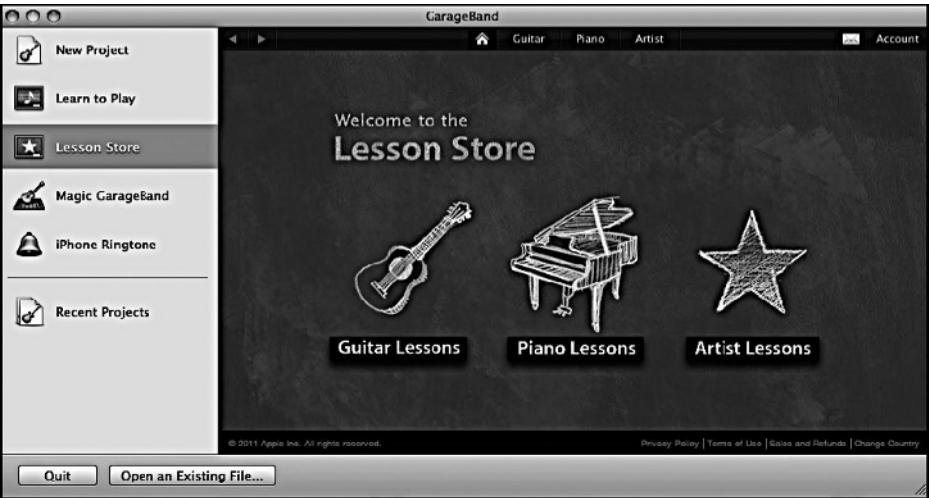 GarageBand
New Project
Learn to Play
Lesson Store
Magic GarageBand
iPhone Ringtone
Recent Projects
Guitar Piano Artist Account
Welcome to the
Lesson Store
Guitar Lessons Piano Lessons Artist Lessons
© 2011 Apple Inc. All rights reserved. Privacy Policy | Terms of Use | Sales and Refunds | Change Country
Quit Open an Existing File...